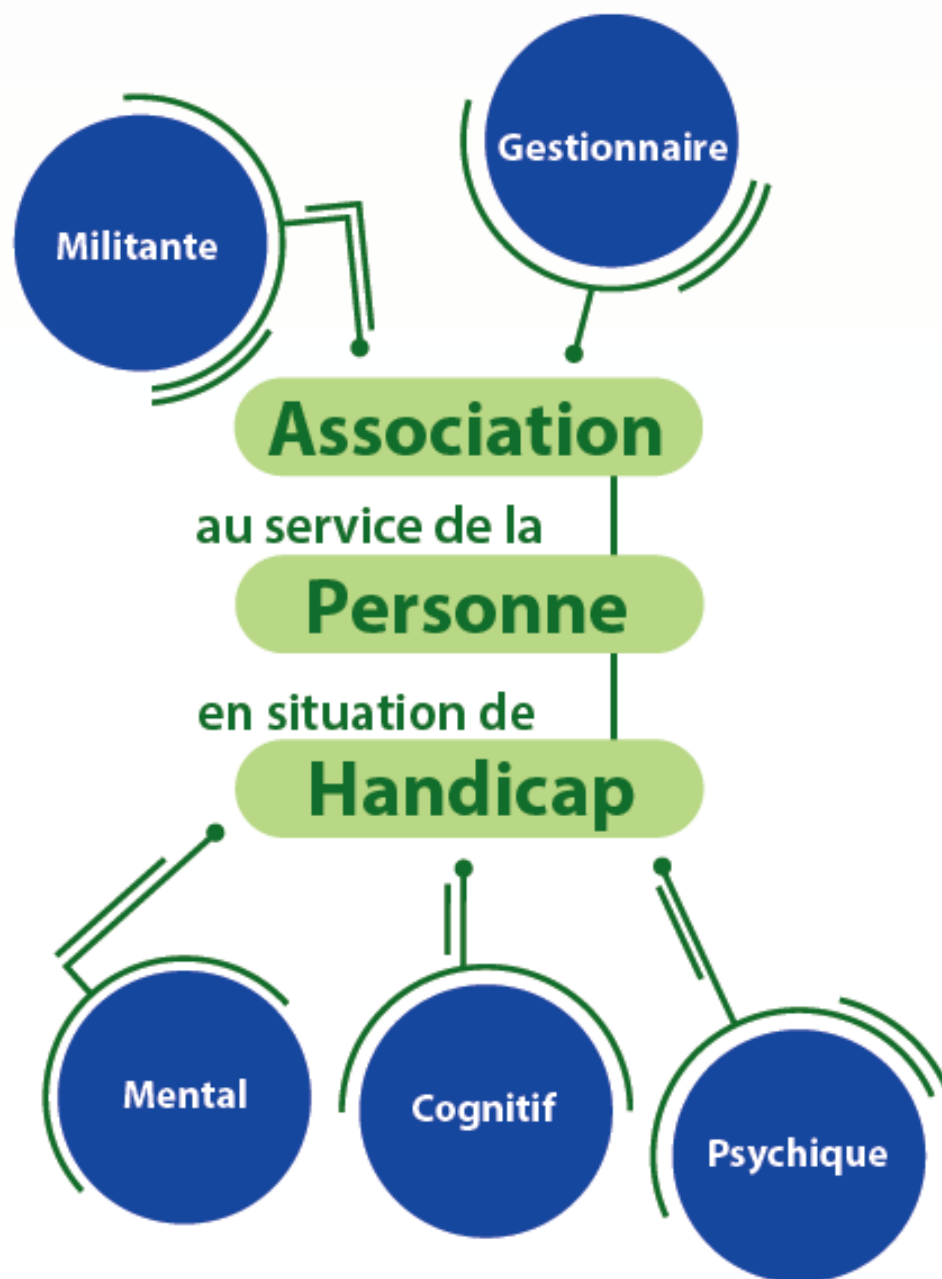 Gestionnaire
Militante
Association
au service de la
Personne
en situation de
Handicap
Mental
Cognitif
Psychique